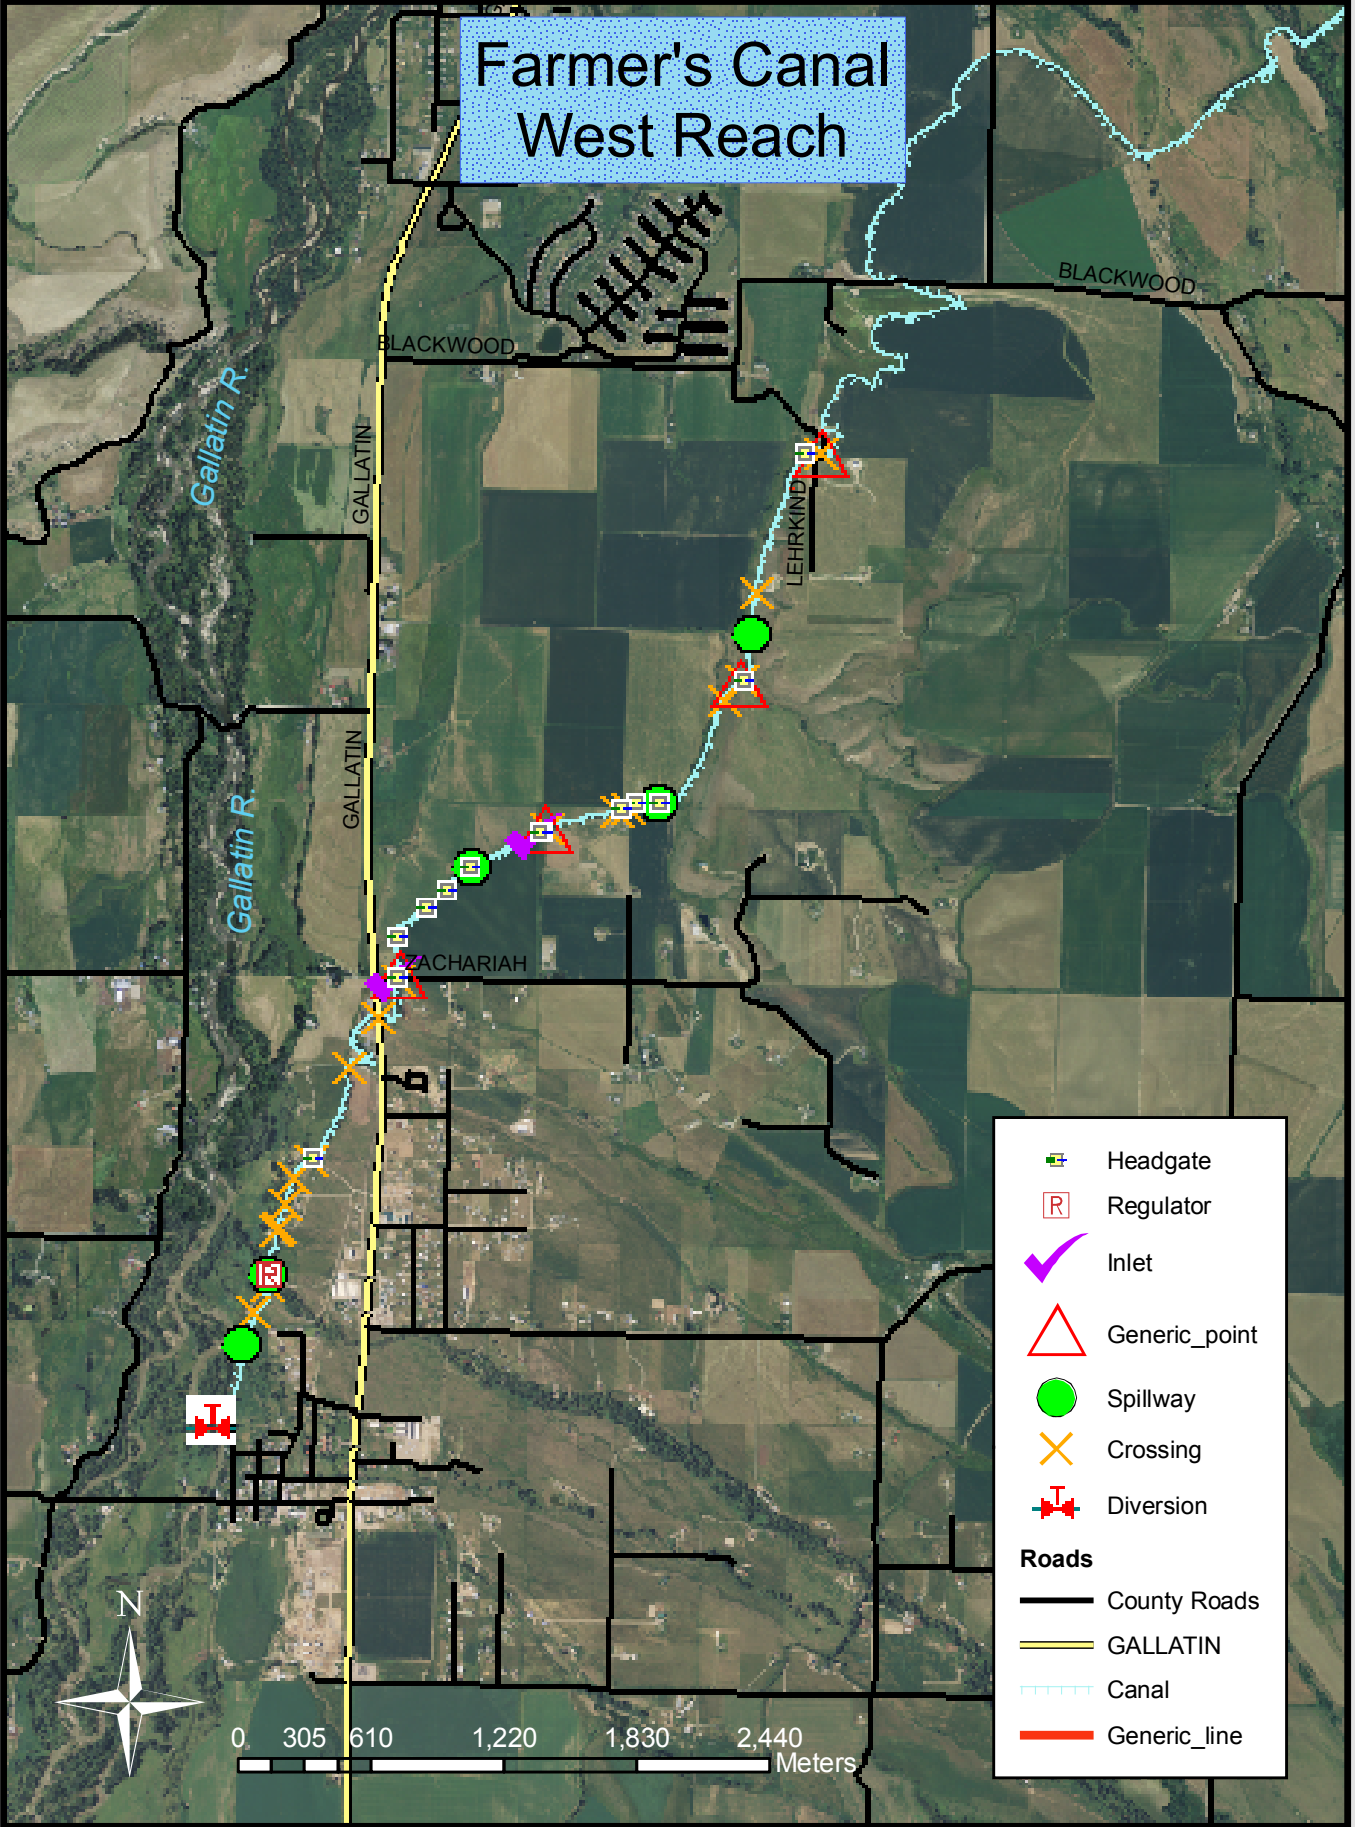 Farmer's Canal
West Reach
BLACKWOOD
BLACKWOOD
Gallatin R.
GALLATIN
LEHRKIND
GALLATIN
Gallatin R.
ZACHARIAH
Headgate
R
Regulator
Inlet
Generic_point
Spillway
Crossing
Diversion
Roads
County Roads
GALLATIN
Canal
Generic_line
R
N
0 305 610 1,220 1,830 2,440
Meters